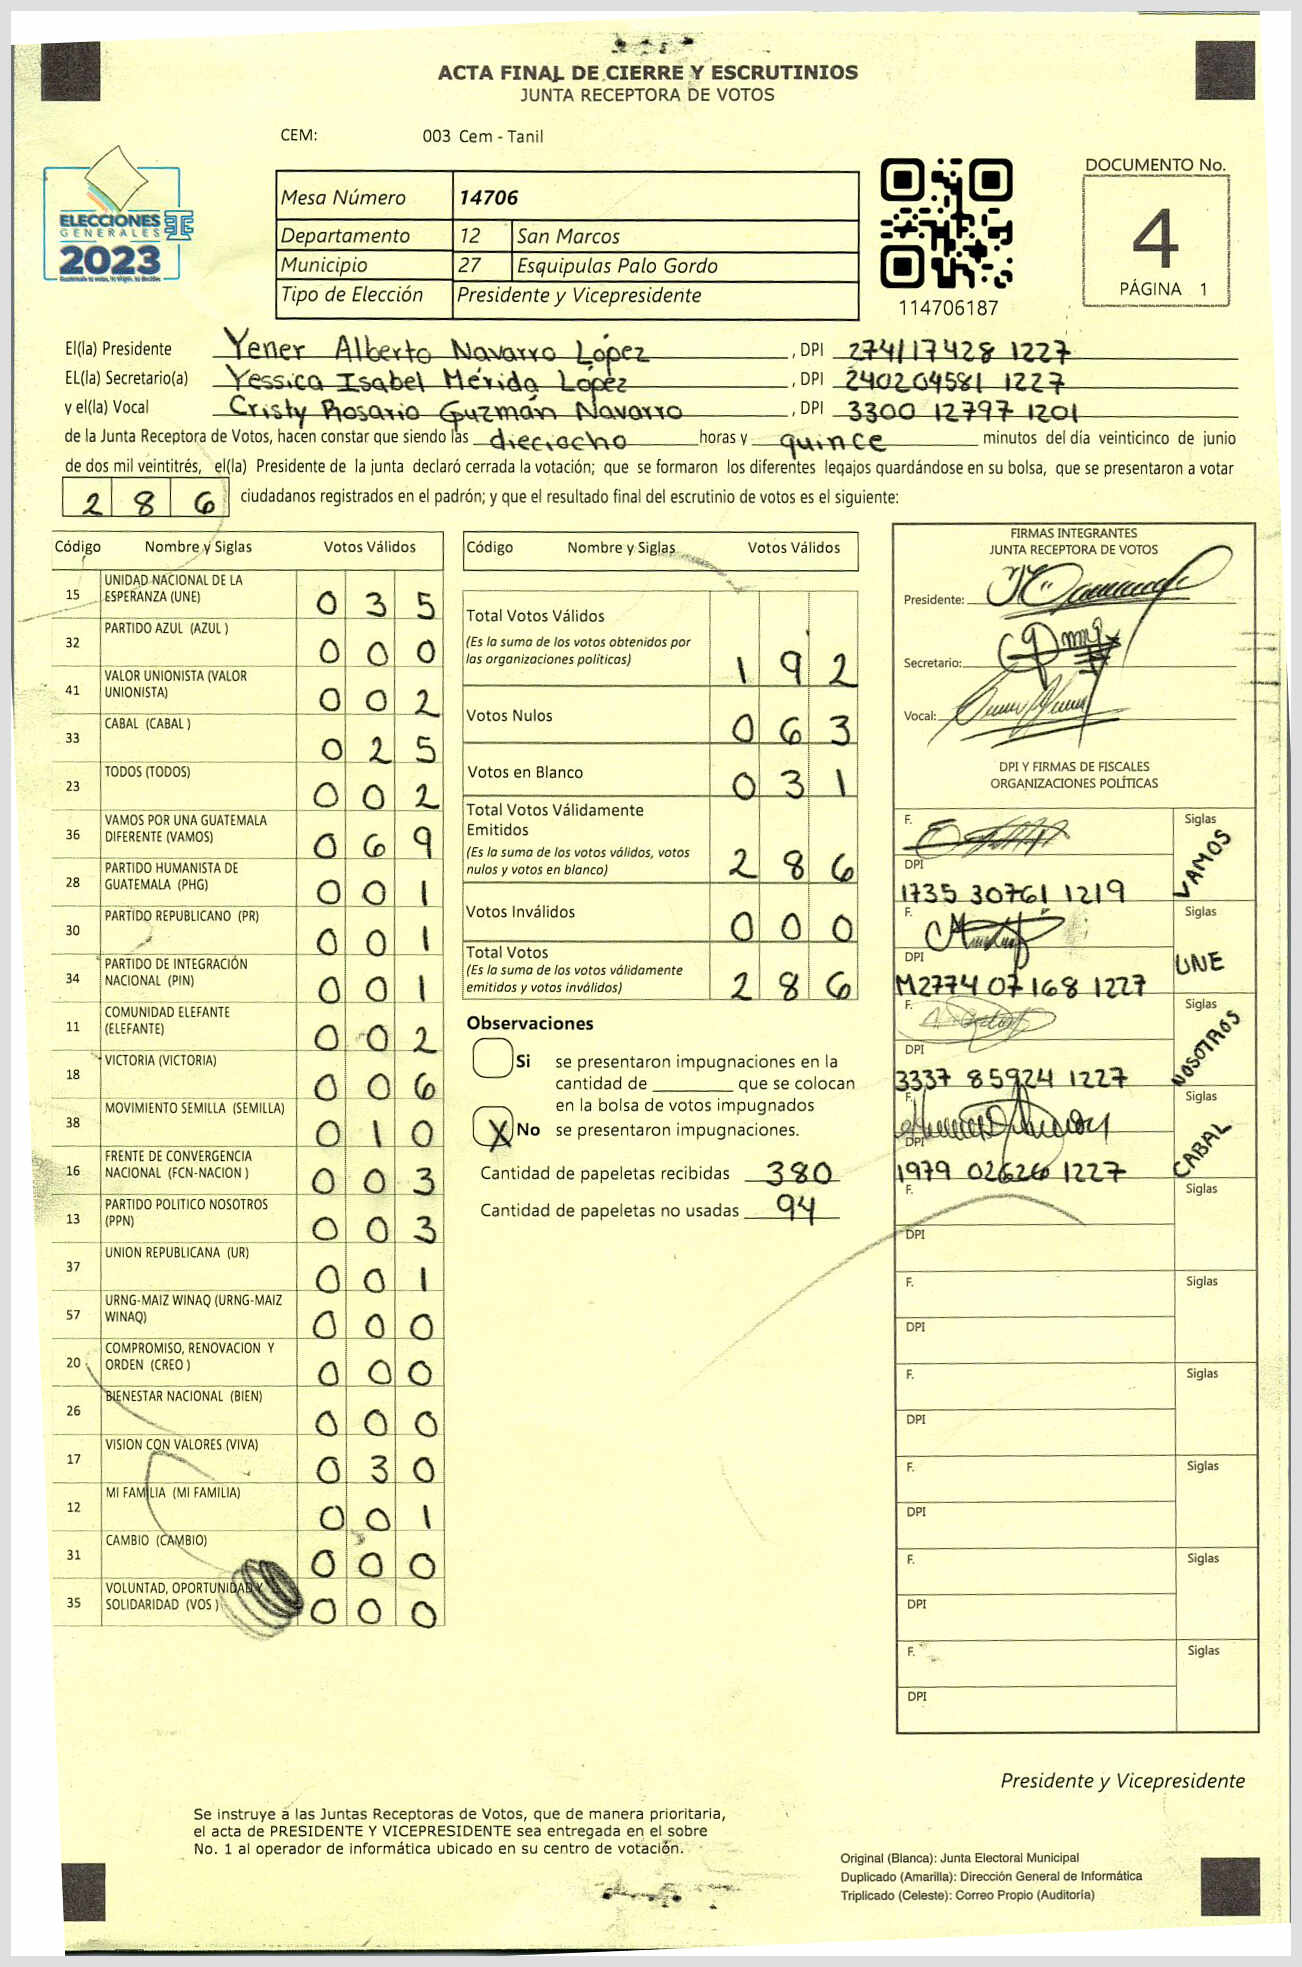 ACTA FINAL DE CIERRE Y ESCRUTINIOS
JUNTA RECEPTORA DE VOTOS
CEM: 003 Cem - Tanil
ELECCIONES
GENERALES
2023
Mesa Número 14706
Departamento 12 San Marcos
Municipio 27 Esquipulas Palo Gordo
Tipo de Elección Presidente y Vicepresidente
114706187
DOCUMENTO No.
4
PÁGINA 1
El(la) Presidente Yener Alberto Navarro López , DPI 2741 17428 1227
EL(la) Secretario(a) Yessica Isabel Mérida López , DPI 240204581 1227
y el(la) Vocal Cristy Rosario Guzmán Navarro , DPI 3300 12797 1201
de la Junta Receptora de Votos, hacen constar que siendo las dieciocho horas y quince minutos del día veinticinco de junio
de dos mil veintitrés, el(la) Presidente de la junta declaró cerrada la votación; que se formaron los diferentes legajos guardándose en su bolsa, que se presentaron a votar
2 8 6 ciudadanos registrados en el padrón; y que el resultado final del escrutinio de votos es el siguiente:
Código Nombre y Siglas Votos Válidos
15 UNIDAD NACIONAL DE LA ESPERANZA (UNE) 0 3 5
32 PARTIDO AZUL (AZUL ) 0 0 0
41 VALOR UNIONISTA (VALOR UNIONISTA) 0 0 2
33 CABAL (CABAL ) 0 2 5
23 TODOS (TODOS) 0 0 2
36 VAMOS POR UNA GUATEMALA DIFERENTE (VAMOS) 0 6 9
28 PARTIDO HUMANISTA DE GUATEMALA (PHG) 0 0 1
30 PARTIDO REPUBLICANO (PR) 0 0 1
34 PARTIDO DE INTEGRACIÓN NACIONAL (PIN) 0 0 1
11 COMUNIDAD ELEFANTE (ELEFANTE) 0 0 2
18 VICTORIA (VICTORIA) 0 0 6
38 MOVIMIENTO SEMILLA (SEMILLA) 0 1 0
16 FRENTE DE CONVERGENCIA NACIONAL (FCN-NACION ) 0 0 3
13 PARTIDO POLITICO NOSOTROS (PPN) 0 0 3
37 UNION REPUBLICANA (UR) 0 0 1
57 URNG-MAIZ WINAQ (URNG-MAIZ WINAQ) 0 0 0
20 COMPROMISO, RENOVACION Y ORDEN (CREO ) 0 0 0
26 BIENESTAR NACIONAL (BIEN) 0 0 0
17 VISION CON VALORES (VIVA) 0 3 0
12 MI FAMILIA (MI FAMILIA) 0 0 1
31 CAMBIO (CAMBIO) 0 0 0
35 VOLUNTAD, OPORTUNIDAD Y SOLIDARIDAD (VOS ) 0 0 0
Código Nombre y Siglas Votos Válidos
Total Votos Válidos
(Es la suma de los votos obtenidos por
las organizaciones políticas) 1 9 2
Votos Nulos 0 6 3
Votos en Blanco 0 3 1
Total Votos Válidamente
Emitidos
(Es la suma de los votos válidos, votos
nulos y votos en blanco) 2 8 6
Votos Inválidos 0 0 0
Total Votos
(Es la suma de los votos válidamente
emitidos y votos inválidos) 2 8 6
Observaciones
Si se presentaron impugnaciones en la
cantidad de ________ que se colocan
en la bolsa de votos impugnados
X No se presentaron impugnaciones.
Cantidad de papeletas recibidas 380
Cantidad de papeletas no usadas 94
FIRMAS INTEGRANTES
JUNTA RECEPTORA DE VOTOS
Presidente:
Secretario:
Vocal:
DPI Y FIRMAS DE FISCALES
ORGANIZACIONES POLÍTICAS
F. Siglas VAMOS
DPI
1735 30761 1219
F. Siglas UNE
DPI
M2774 07168 1227
F. Siglas NOSOTROS
DPI
3337 85924 1227
F. Siglas CABAL
DPI
1979 02626 1227
F. Siglas
DPI
F. Siglas
DPI
F. Siglas
DPI
F. Siglas
DPI
F. Siglas
DPI
F. Siglas
DPI
Presidente y Vicepresidente
Se instruye a las Juntas Receptoras de Votos, que de manera prioritaria,
el acta de PRESIDENTE Y VICEPRESIDENTE sea entregada en el sobre
No. 1 al operador de informática ubicado en su centro de votación.
Original (Blanca): Junta Electoral Municipal
Duplicado (Amarilla): Dirección General de Informática
Triplicado (Celeste): Correo Propio (Auditoría)